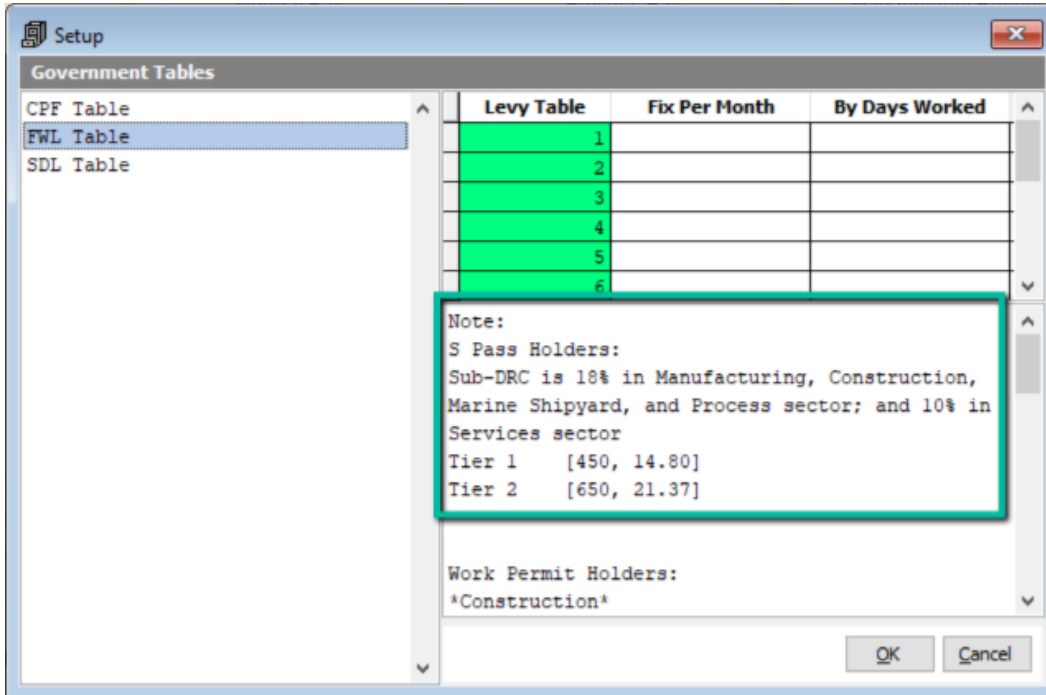 Setup
Government Tables
CPF Table
FWL Table
SDL Table
Levy Table Fix Per Month By Days Worked
1
2
3
4
5
6
Note:
S Pass Holders:
Sub-DRC is 18% in Manufacturing, Construction,
Marine Shipyard, and Process sector; and 10% in
Services sector
Tier 1 [450, 14.80]
Tier 2 [650, 21.37]
Work Permit Holders:
*Construction*
OK Cancel